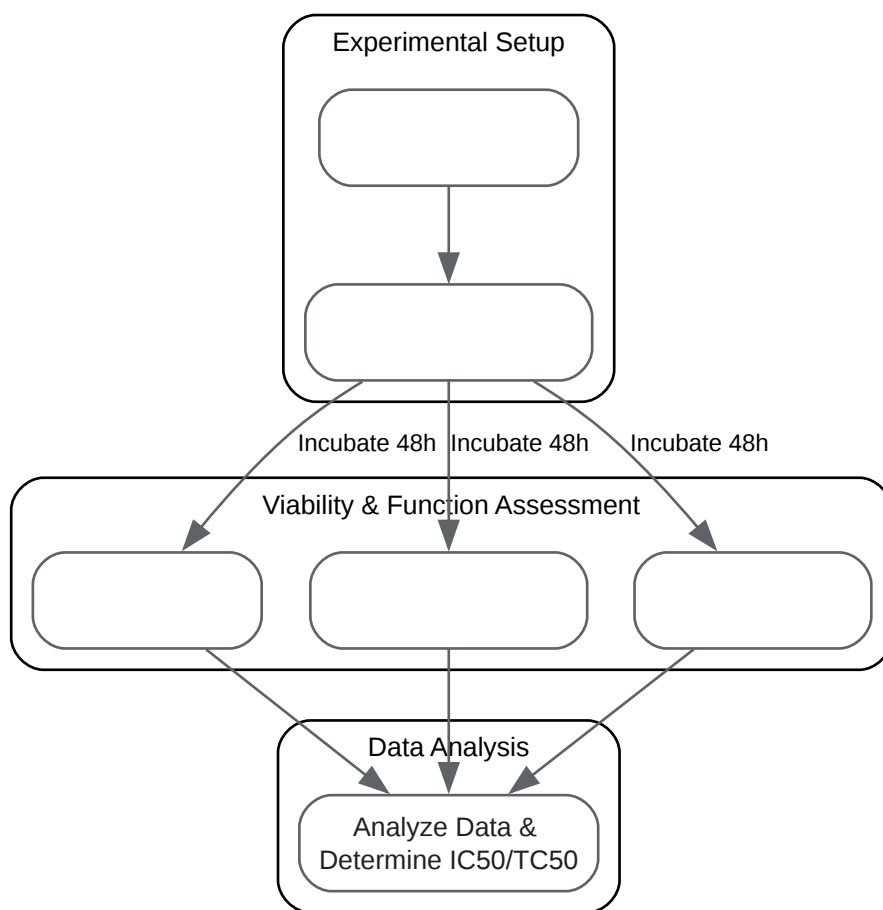 Experimental Setup
Incubate 48h
Incubate 48h
Incubate 48h
Viability & Function Assessment
Data Analysis
Analyze Data &
Determine IC50/TC50